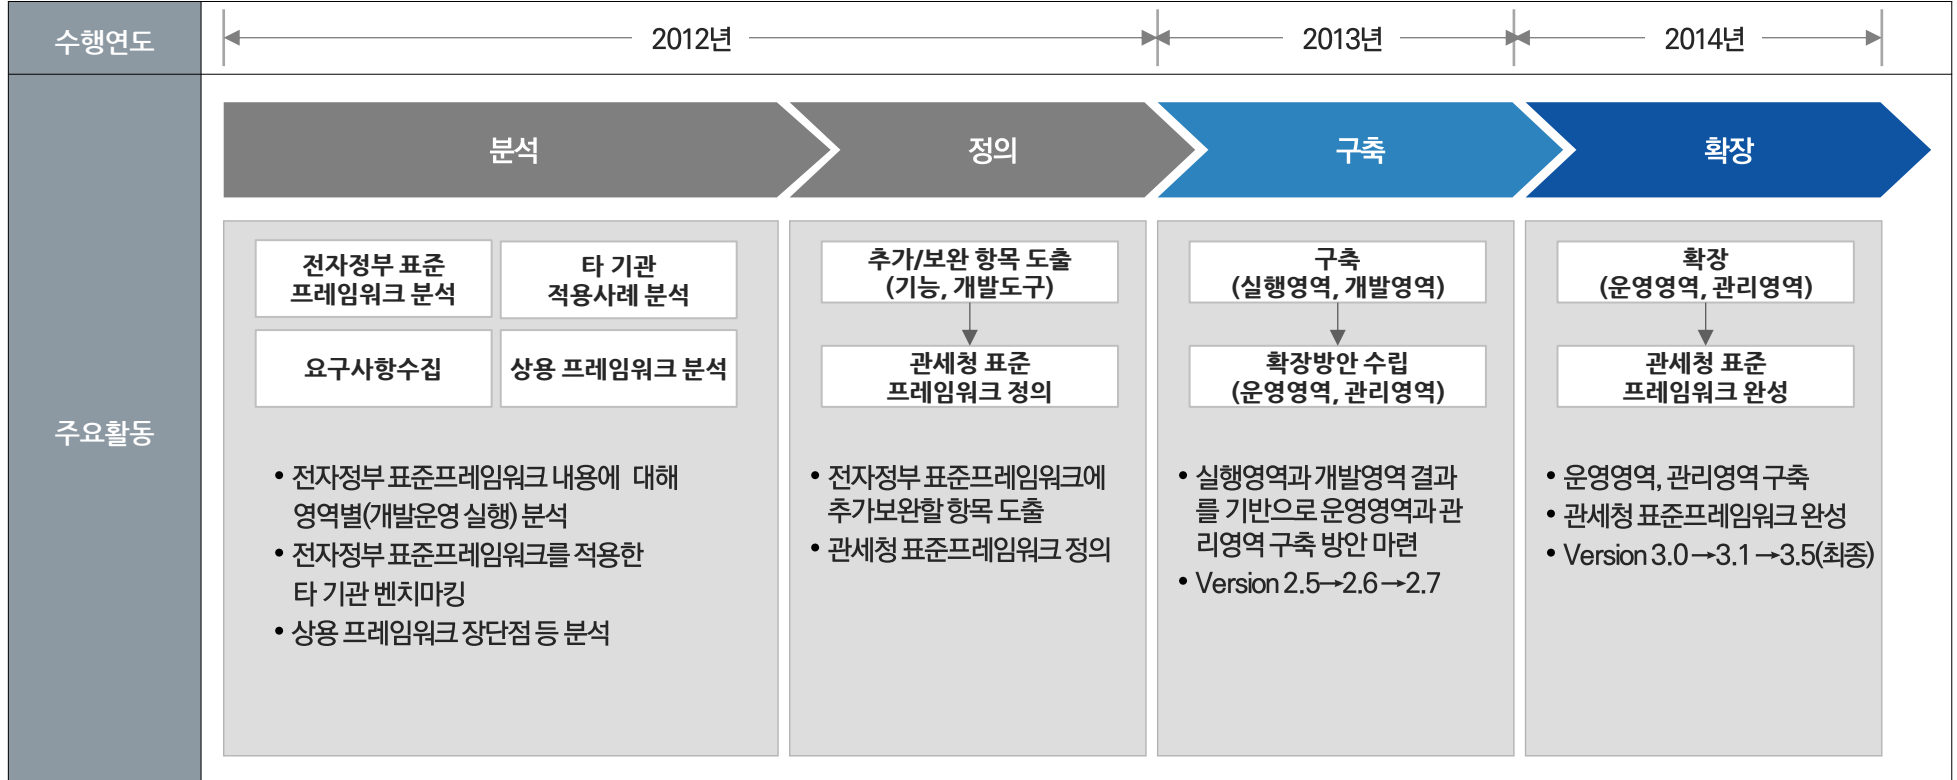 수행연도
2012년
2013년
2014년
주요활동
분석
정의
구축
확장
전자정부 표준
프레임워크 분석
타 기관
적용사례 분석
요구사항수집
상용 프레임워크 분석
• 전자정부 표준프레임워크 내용에 대해
영역별(개발운영 실행) 분석
• 전자정부 표준프레임워크를 적용한
타 기관 벤치마킹
• 상용 프레임워크 장단점 등 분석
추가/보완 항목 도출
(기능, 개발도구)
관세청 표준
프레임워크 정의
• 전자정부 표준프레임워크에
추가보완할 항목 도출
• 관세청 표준프레임워크 정의
구축
(실행영역, 개발영역)
확장방안 수립
(운영영역, 관리영역)
• 실행영역과 개발영역 결과
를 기반으로 운영영역과 관
리영역 구축 방안 마련
• Version 2.5→2.6→2.7
확장
(운영영역, 관리영역)
관세청 표준
프레임워크 완성
• 운영영역, 관리영역 구축
• 관세청 표준프레임워크 완성
• Version 3.0→3.1→3.5(최종)